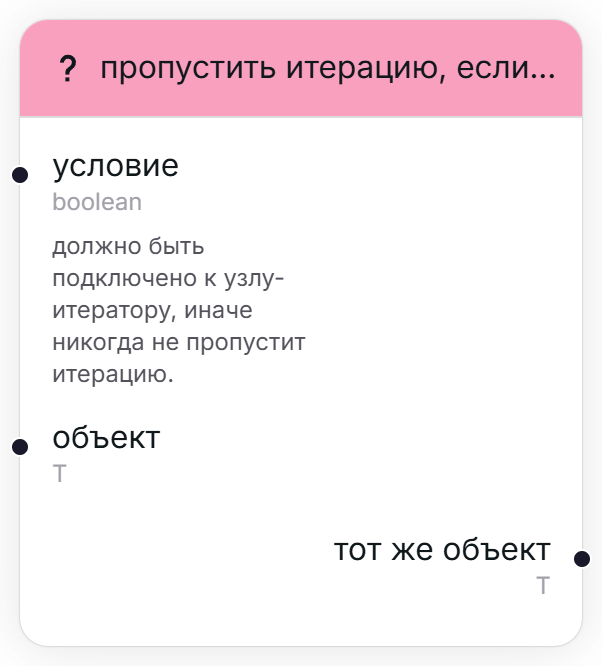 ? пропустить итерацию, если...
условие
boolean
должно быть
подключено к узлу-
итератору, иначе
никогда не пропустит
итерацию.
объект
T
тот же объект
T